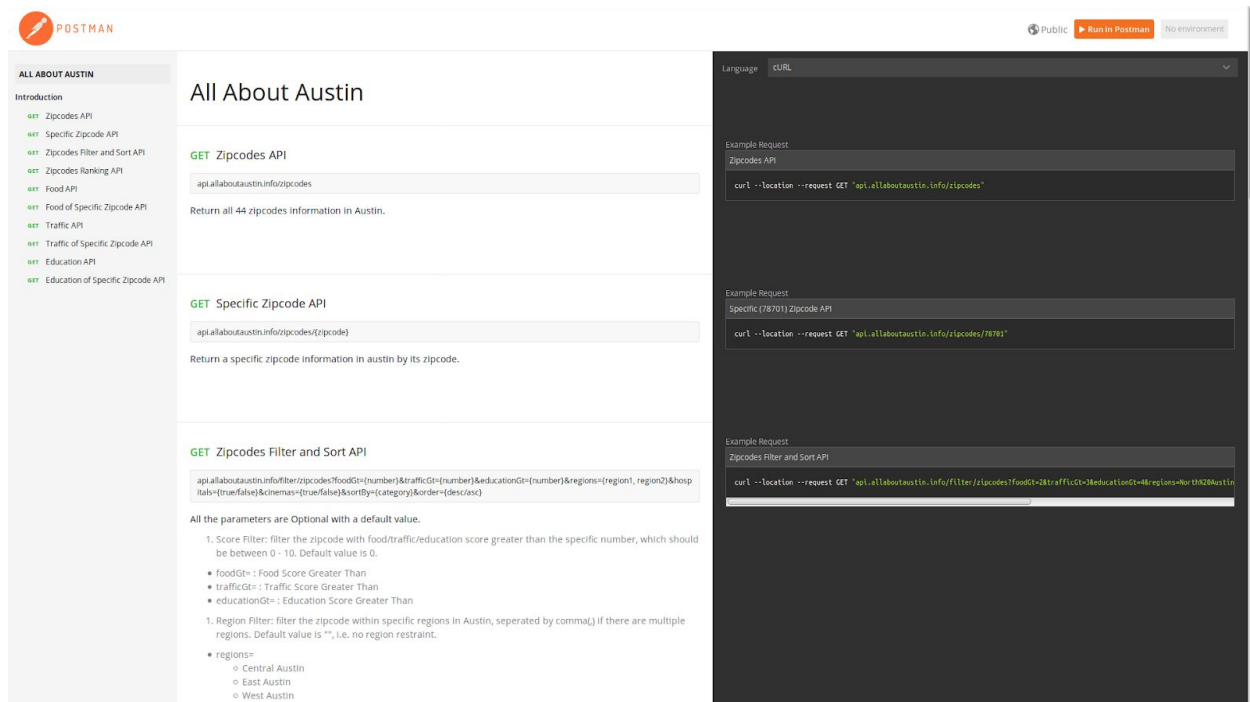 POSTMAN
Public
Run in Postman
No environment
ALL ABOUT AUSTIN
Introduction
GET Zipcodes API
GET Specific Zipcode API
GET Zipcodes Filter and Sort API
GET Zipcodes Ranking API
GET Food API
GET Food of Specific Zipcode API
GET Traffic API
GET Traffic of Specific Zipcode API
GET Education API
GET Education of Specific Zipcode API
All About Austin
GET Zipcodes API
api.allaboutaustin.info/zipcodes
Return all 44 zipcodes information in Austin.
GET Specific Zipcode API
api.allaboutaustin.info/zipcodes/{zipcode}
Return a specific zipcode information in austin by its zipcode.
GET Zipcodes Filter and Sort API
api.allaboutaustin.info/filter/zipcodes?foodGt={number}&trafficGt={number}&educationGt={number}&regions={region1, region2}&hosp
itals={true/false}&cinemas={true/false}&sortBy={category}&order={desc/asc}
All the parameters are Optional with a default value.
1. Score Filter: filter the zipcode with food/traffic/education score greater than the specific number, which should
be between 0 - 10. Default value is 0.
• foodGt= : Food Score Greater Than
• trafficGt= : Traffic Score Greater Than
• educationGt= : Education Score Greater Than
1. Region Filter: filter the zipcode within specific regions in Austin, seperated by comma(,) if there are multiple
regions. Default value is "", i.e. no region restraint.
• regions=
◦ Central Austin
◦ East Austin
◦ West Austin
Language cURL
Example Request
Zipcodes API
curl --location --request GET "api.allaboutaustin.info/zipcodes"
Example Request
Specific (78701) Zipcode API
curl --location --request GET "api.allaboutaustin.info/zipcodes/78701"
Example Request
Zipcodes Filter and Sort API
curl --location --request GET "api.allaboutaustin.info/filter/zipcodes?foodGt=2&trafficGt=3&educationGt=4&regions=North%20Austin